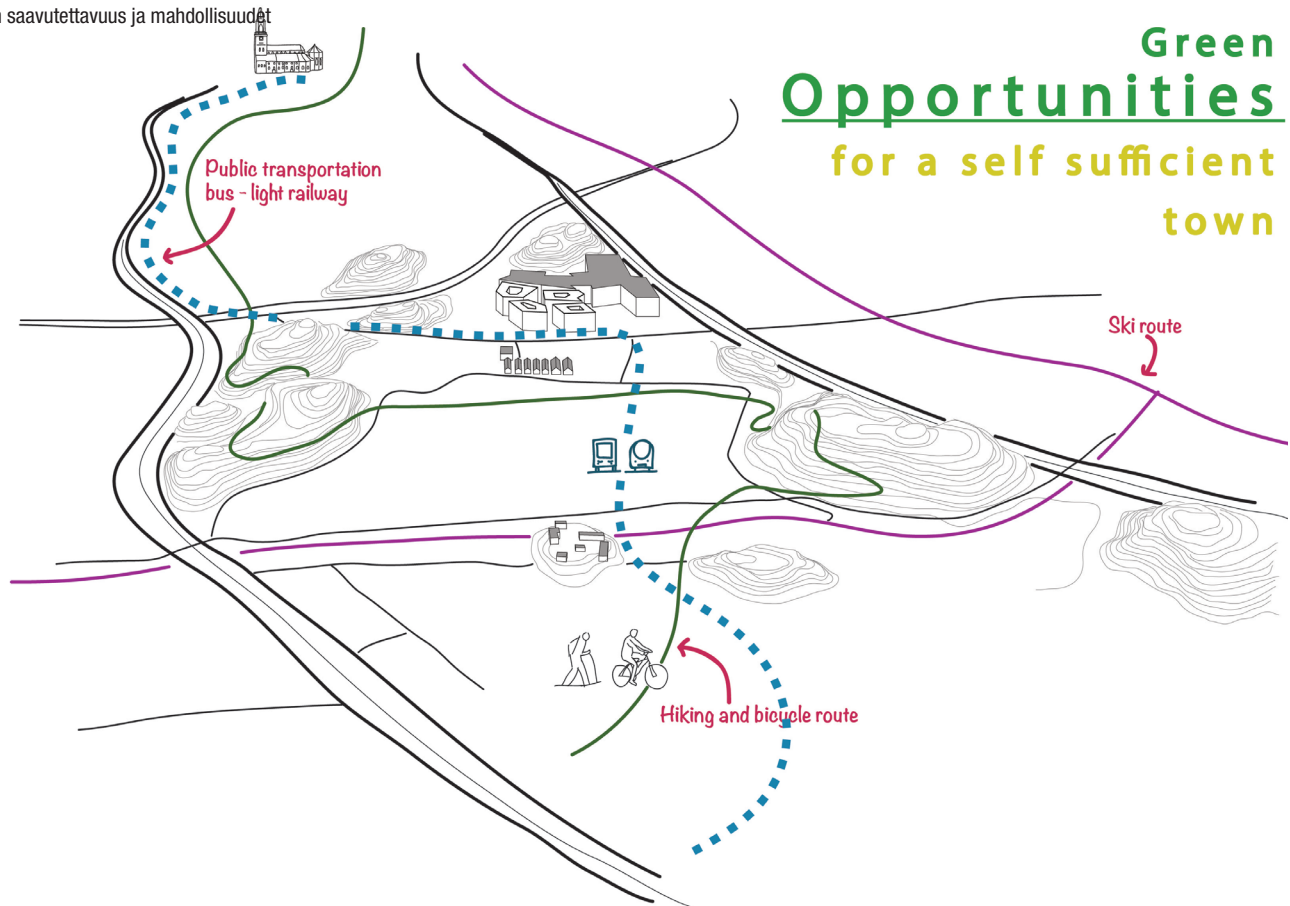 saavutettavuus ja mahdollisuudet
Green
Opportunities
for a self sufficient
town
Public transportation
bus - light railway
Ski route
Hiking and bicycle route